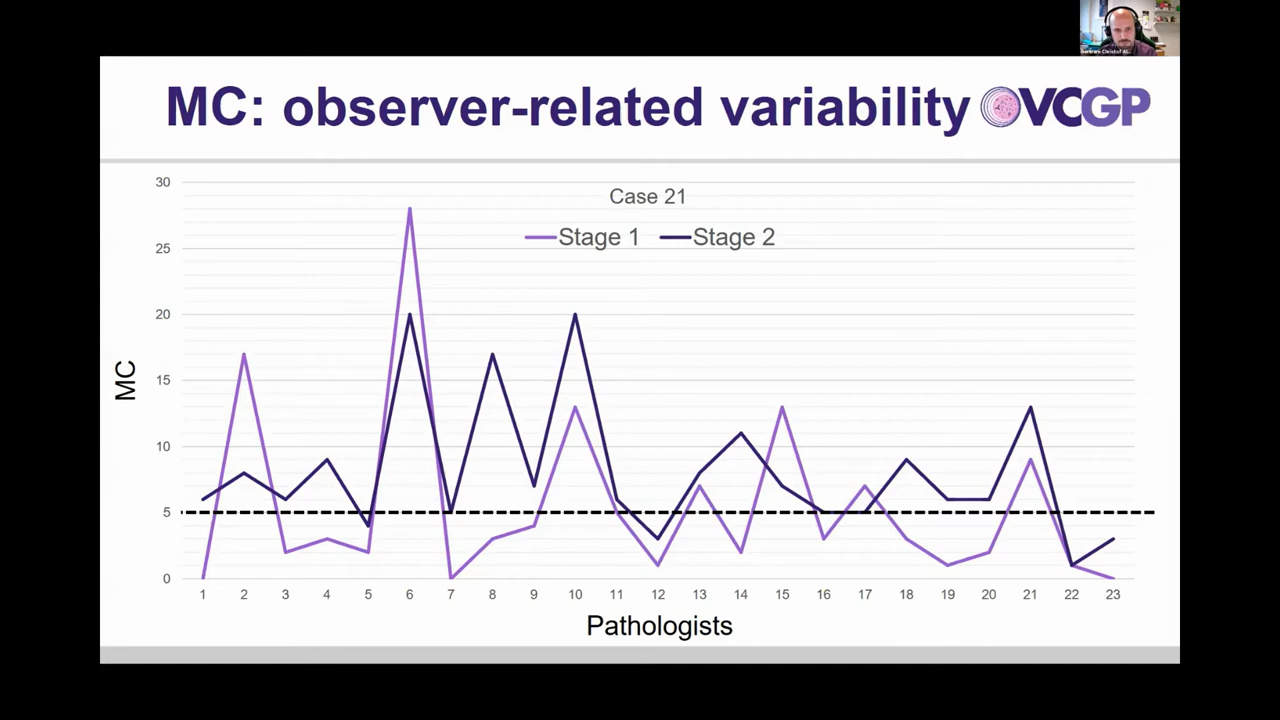 MC: observer-related variability
VCGP
30
Case 21
Stage 1 Stage 2
25
20
MC
15
10
5
0
1 2 3 4 5 6 7 8 9 10 11 12 13 14 15 16 17 18 19 20 21 22 23
Pathologists